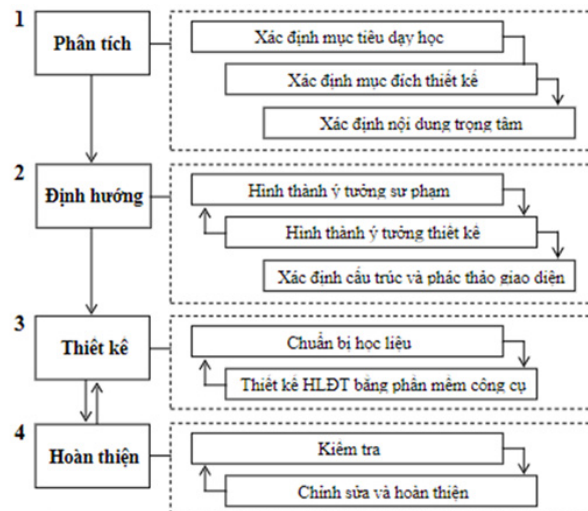 1
Phân tích
Xác định mục tiêu dạy học
Xác định mục đích thiết kế
Xác định nội dung trọng tâm
2
Định hướng
Hình thành ý tưởng sư phạm
Hình thành ý tưởng thiết kế
Xác định cấu trúc và phác thảo giao diện
3
Thiết kế
Chuẩn bị học liệu
Thiết kế HLĐT bằng phần mềm công cụ
4
Hoàn thiện
Kiểm tra
Chỉnh sửa và hoàn thiện